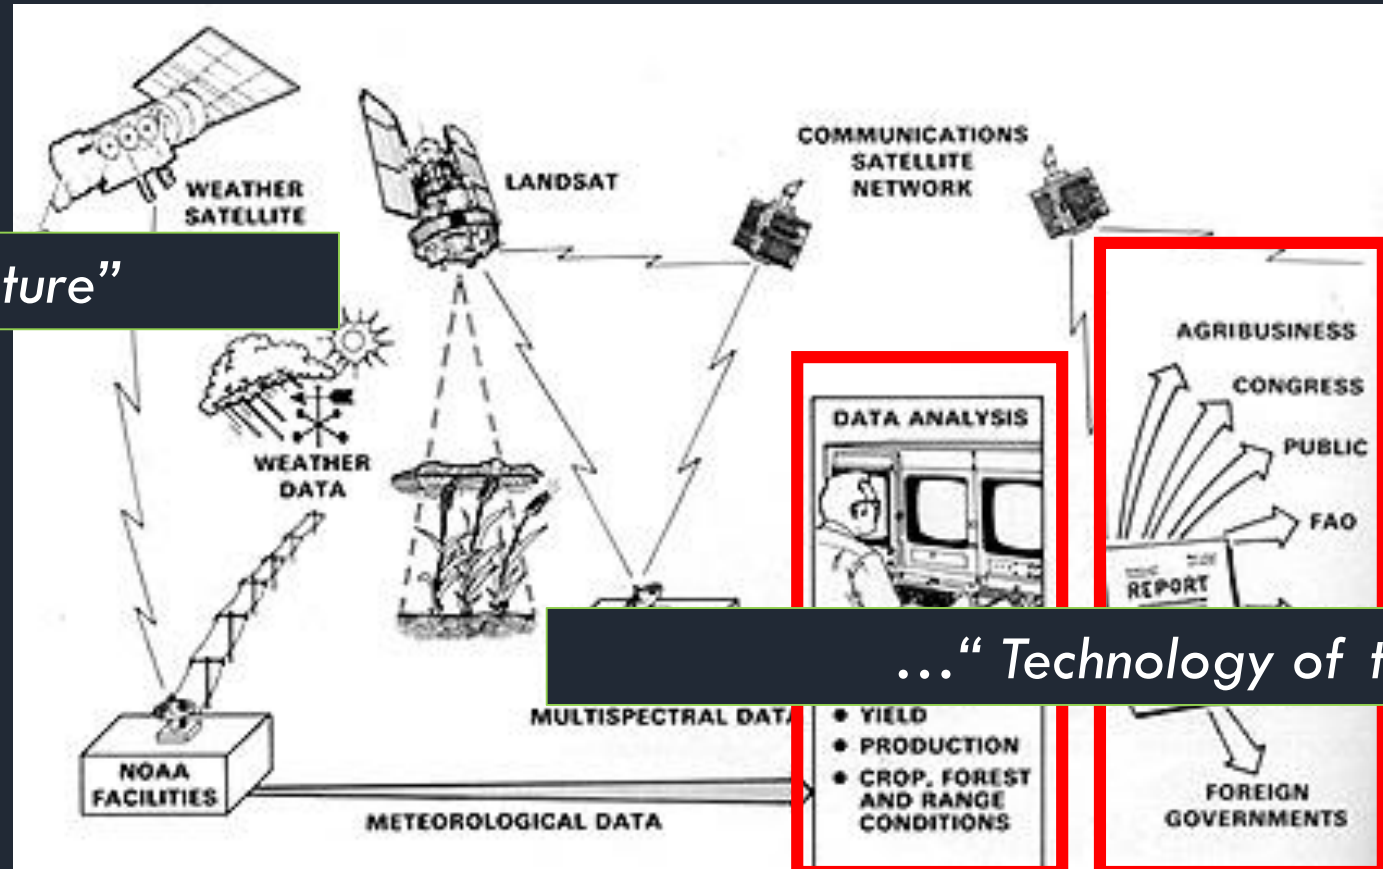 WEATHER
SATELLITE
LANDSAT
COMMUNICATIONS
SATELLITE
NETWORK
ture”
AGRIBUSINESS
CONGRESS
PUBLIC
FAO
REPORT
WEATHER
DATA
DATA ANALYSIS
…“ Technology of t
MULTISPECTRAL DATA
● YIELD
● PRODUCTION
● CROP, FOREST
AND RANGE
CONDITIONS
NOAA
FACILITIES
METEOROLOGICAL DATA
FOREIGN
GOVERNMENTS